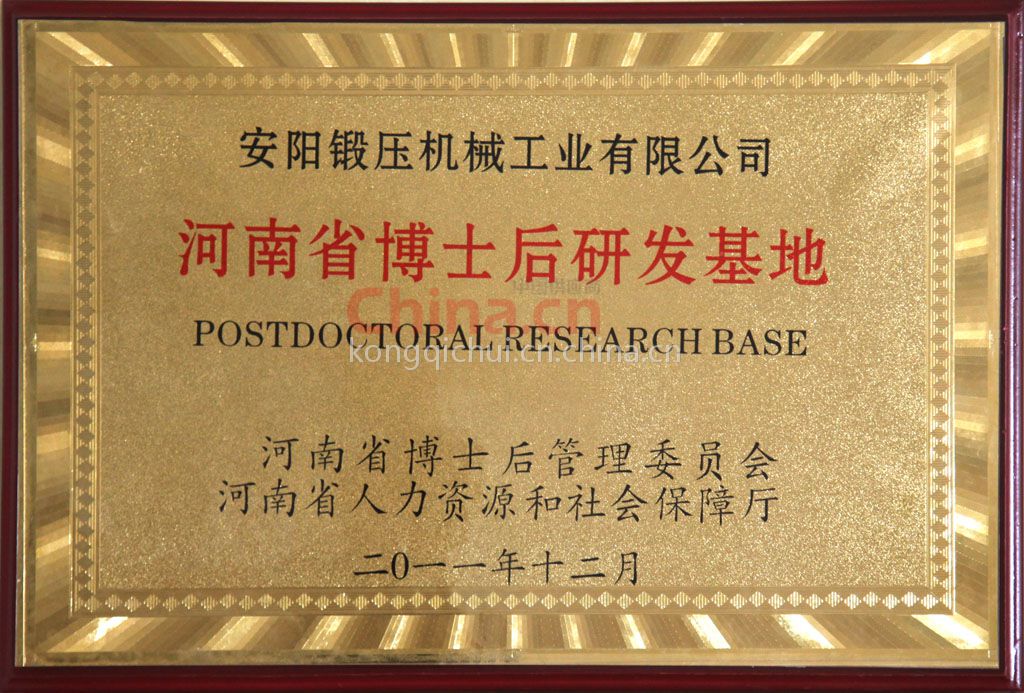 安阳锻压机械工业有限公司
河南省博士后研发基地
China.cn
POSTDOCTORAL RESEARCH BASE
kongqichui.cn.china.cn
河南省博士后管理委员会
河南省人力资源和社会保障厅
二0一一年十二月